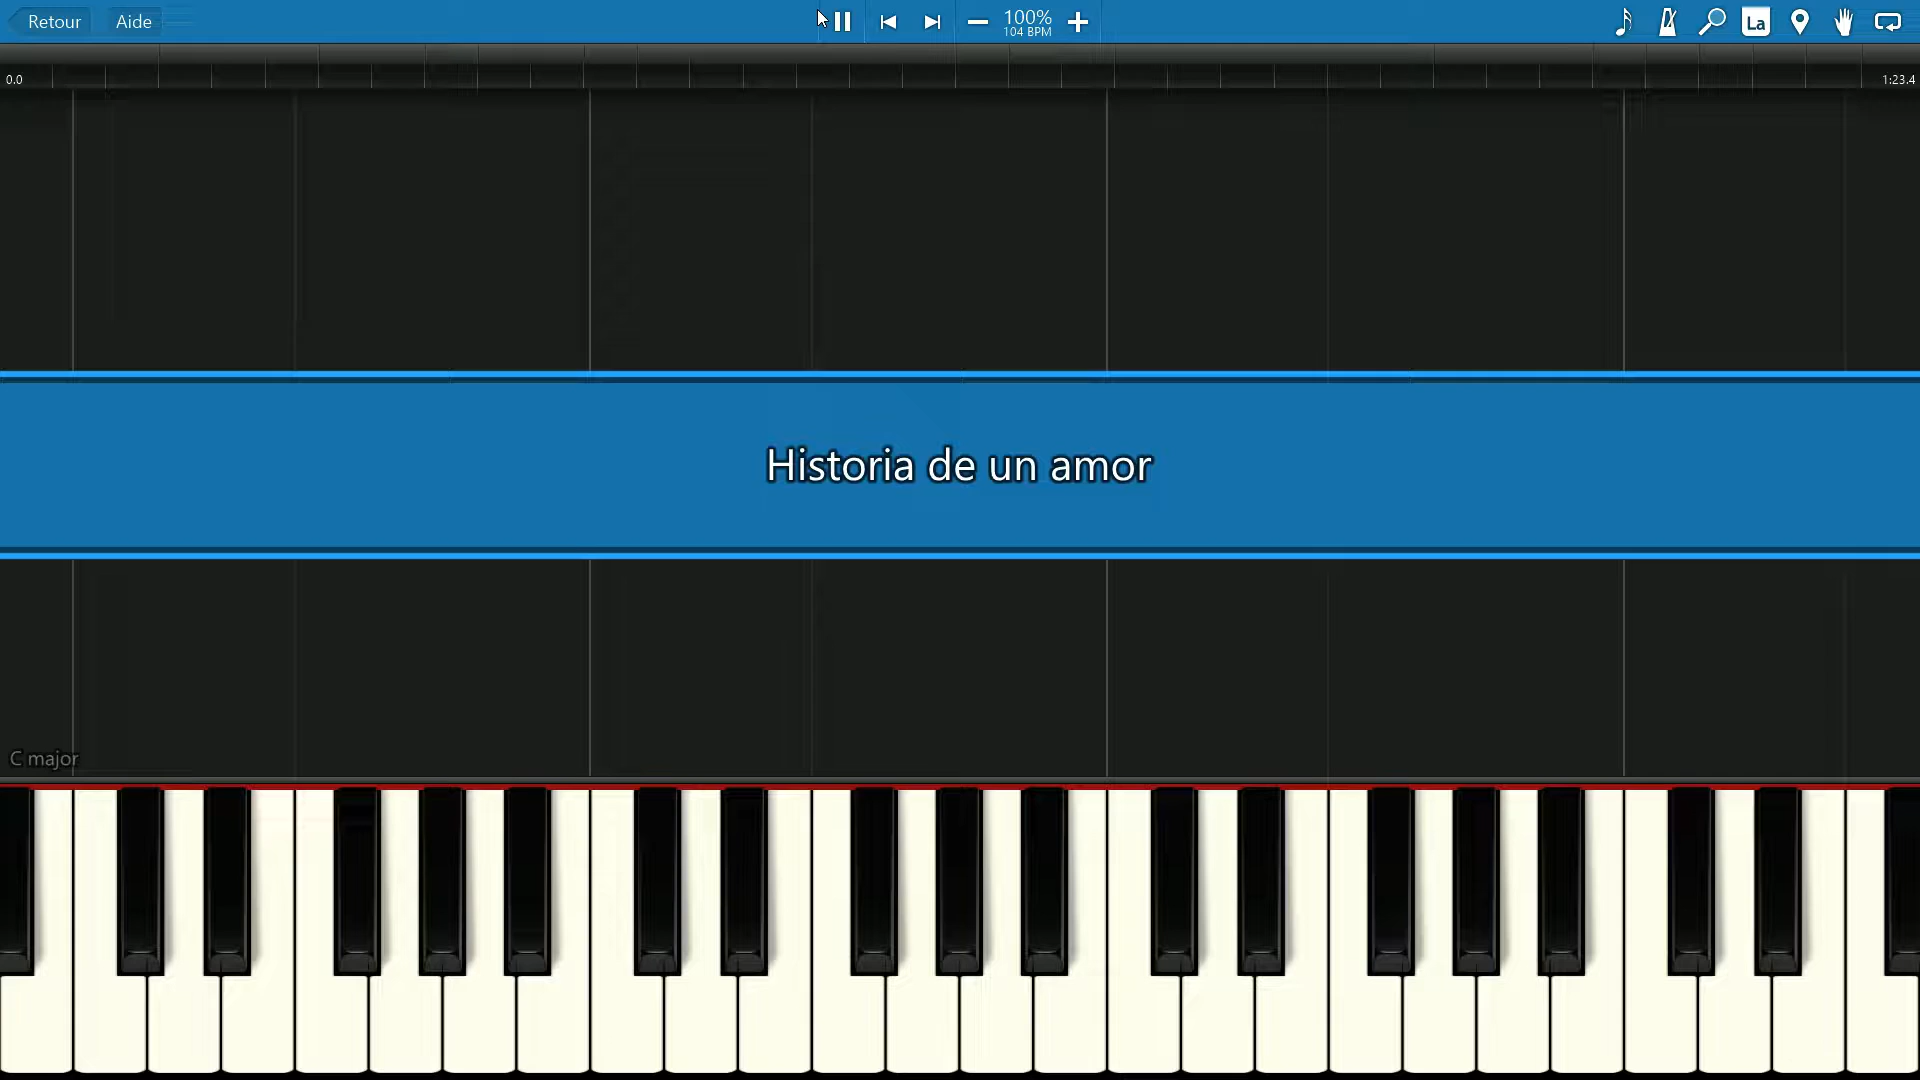 Retour Aide 100% La
104 BPM
0.0 1:23.4
Historia de un amor
C major